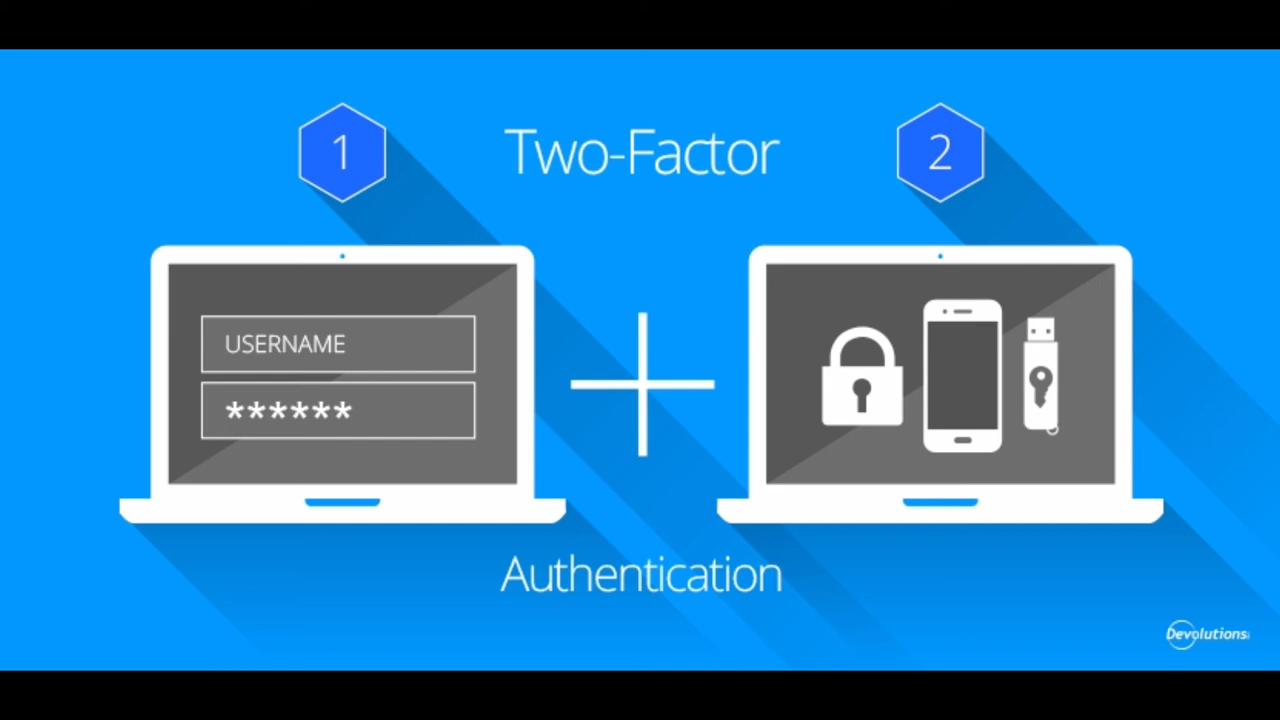 1
Two-Factor
2
USERNAME
******
Authentication
Devolutions